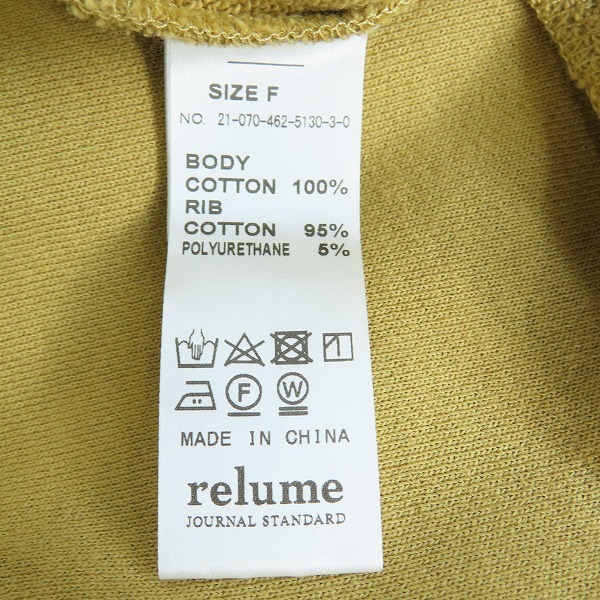 SIZE F
NO. 21-070-462-5130-3-0
BODY
COTTON 100%
RIB
COTTON 95%
POLYURETHANE 5%
F W
MADE IN CHINA
relume
JOURNAL STANDARD